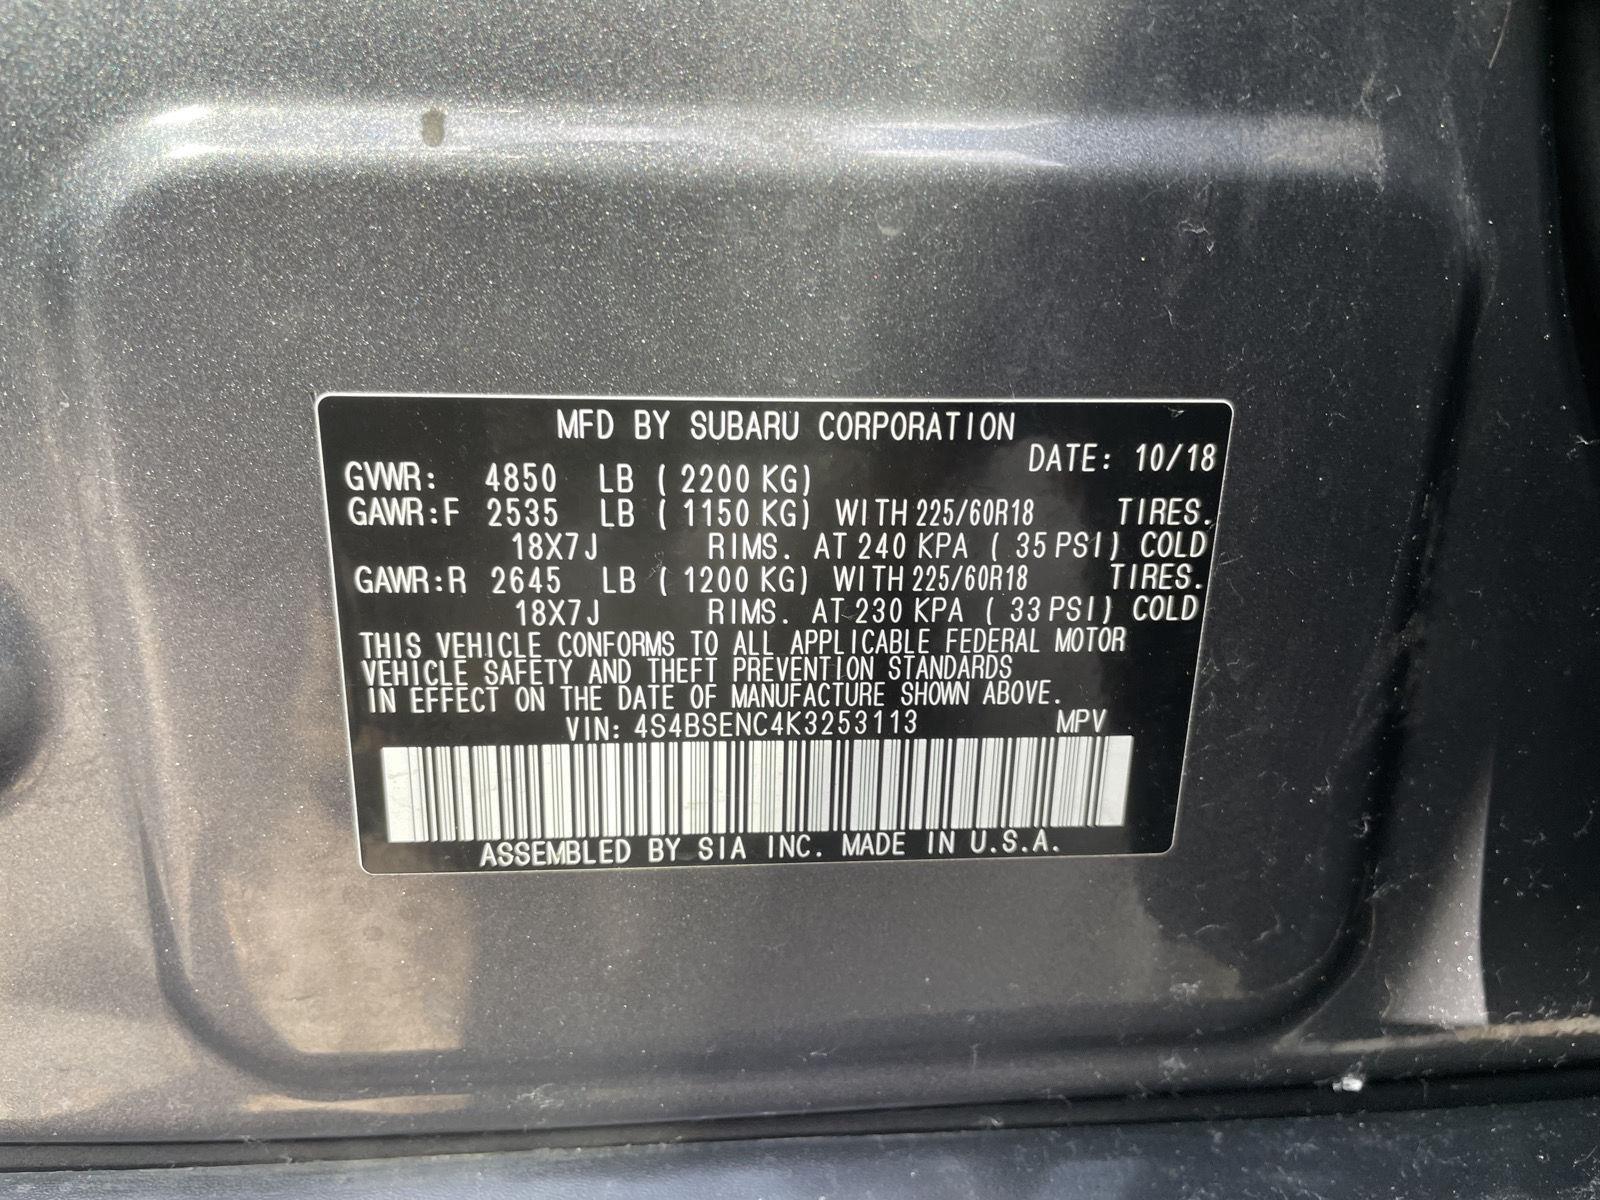 MFD BY SUBARU CORPORATION
DATE: 10/18
GVWR: 4850 LB (2200 KG)
GAWR:F 2535 LB (1150 KG) WITH 225/60R18 TIRES.
18X7J RIMS. AT 240 KPA (35 PSI) COLD
GAWR:R 2645 LB (1200 KG) WITH 225/60R18 TIRES.
18X7J RIMS. AT 230 KPA (33 PSI) COLD
THIS VEHICLE CONFORMS TO ALL APPLICABLE FEDERAL MOTOR
VEHICLE SAFETY AND THEFT PREVENTION STANDARDS
IN EFFECT ON THE DATE OF MANUFACTURE SHOWN ABOVE.
VIN: 4S4BSENC4K3253113 MPV
ASSEMBLED BY SIA INC. MADE IN U.S.A.